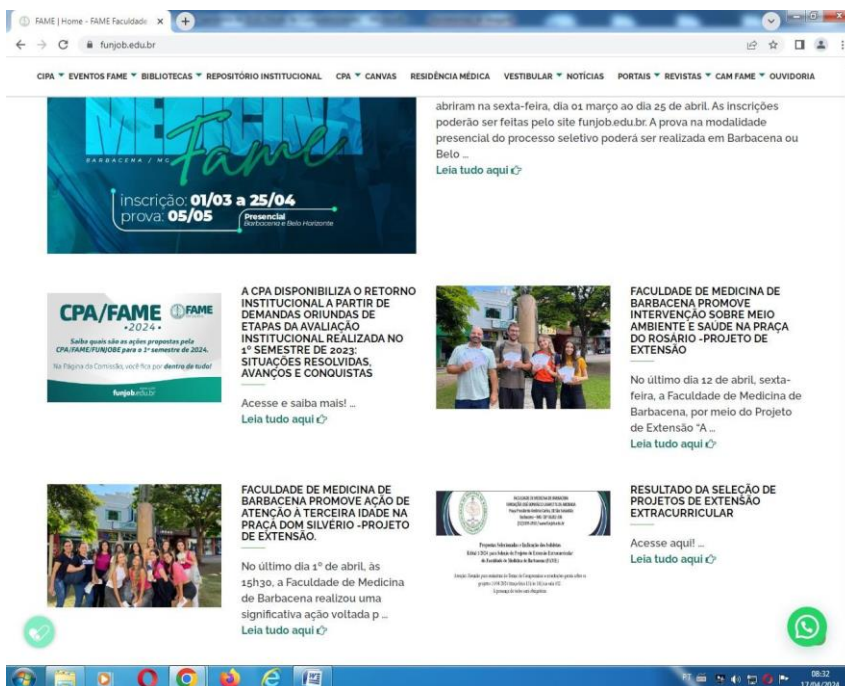 FAME | Home - FAME Faculdade
funjob.edu.br
CIPA EVENTOS FAME BIBLIOTECAS REPOSITÓRIO INSTITUCIONAL CPA CANVAS RESIDÊNCIA MÉDICA VESTIBULAR NOTÍCIAS PORTAIS REVISTAS CAM FAME OUVIDORIA
MEDICINA
Fame
BARBACENA / MG
inscrição: 01/03 a 25/04
prova: 05/05 Presencial
Barbacena e Belo Horizonte
abriram na sexta-feira, dia 01 março ao dia 25 de abril. As inscrições
poderão ser feitas pelo site funjob.edu.br. A prova na modalidade
presencial do processo seletivo poderá ser realizada em Barbacena ou
Belo ...
Leia tudo aqui
CPA/FAME FAME
•2024•
Saiba quais são as ações propostas pela
CPA/FAME/FUNJOBE para o 1º semestre de 2024.
Na Página da Comissão, você fica por dentro de tudo!
funjob.edu.br
A CPA DISPONIBILIZA O RETORNO
INSTITUCIONAL A PARTIR DE
DEMANDAS ORIUNDAS DE
ETAPAS DA AVALIAÇÃO
INSTITUCIONAL REALIZADA NO
1º SEMESTRE DE 2023:
SITUAÇÕES RESOLVIDAS,
AVANÇOS E CONQUISTAS
Acesse e saiba mais! ...
Leia tudo aqui
FACULDADE DE MEDICINA DE
BARBACENA PROMOVE
INTERVENÇÃO SOBRE MEIO
AMBIENTE E SAÚDE NA PRAÇA
DO ROSÁRIO -PROJETO DE
EXTENSÃO
No último dia 12 de abril, sexta-
feira, a Faculdade de Medicina de
Barbacena, por meio do Projeto
de Extensão “A ...
Leia tudo aqui
FACULDADE DE MEDICINA DE
BARBACENA PROMOVE AÇÃO DE
ATENÇÃO À TERCEIRA IDADE NA
PRAÇA DOM SILVÉRIO -PROJETO
DE EXTENSÃO.
No último dia 1º de abril, às
15h30, a Faculdade de Medicina
de Barbacena realizou uma
significativa ação voltada p ...
Leia tudo aqui
FACULDADE DE MEDICINA DE BARBACENA
RESULTADO DA SELEÇÃO DE
PROJETOS DE EXTENSÃO
EXTRACURRICULAR
Acesse aqui! ...
Leia tudo aqui
PT
08:32
17/04/2024